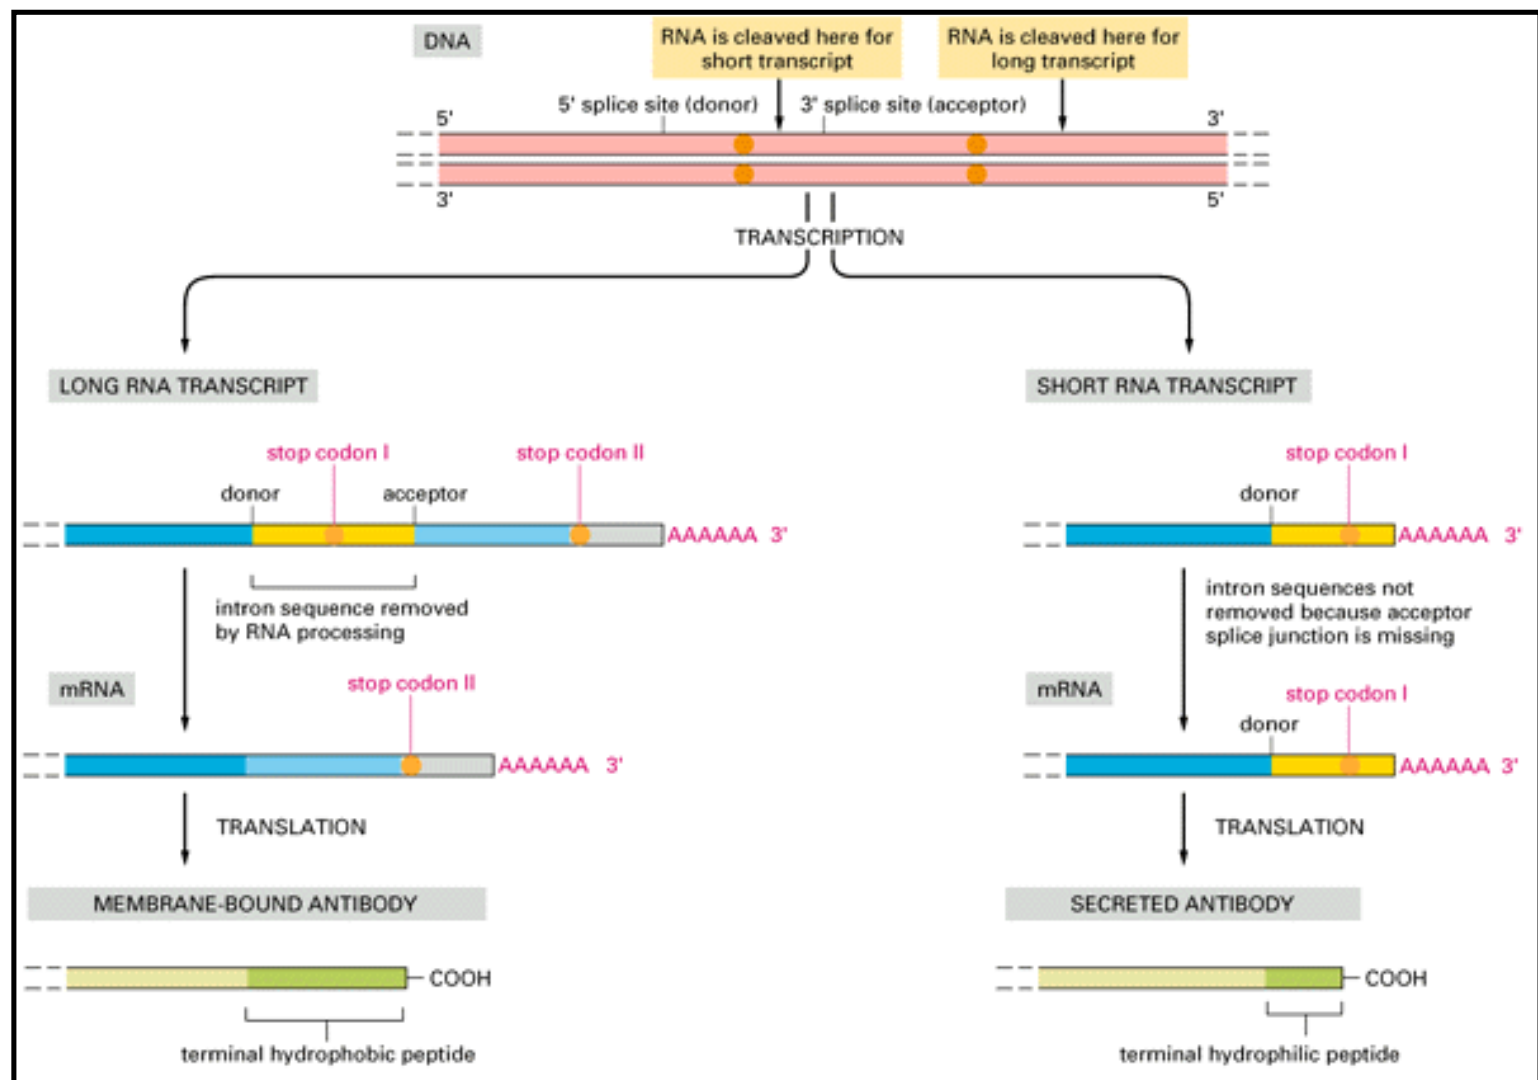 DNA
RNA is cleaved here for
short transcript
RNA is cleaved here for
long transcript
5' splice site (donor)
3' splice site (acceptor)
5'
3'
3'
5'
TRANSCRIPTION
LONG RNA TRANSCRIPT
stop codon I
stop codon II
donor
acceptor
AAAAAA 3'
intron sequence removed
by RNA processing
mRNA
stop codon II
AAAAAA 3'
TRANSLATION
MEMBRANE-BOUND ANTIBODY
COOH
terminal hydrophobic peptide
SHORT RNA TRANSCRIPT
stop codon I
donor
AAAAAA 3'
intron sequences not
removed because acceptor
splice junction is missing
mRNA
stop codon I
donor
AAAAAA 3'
TRANSLATION
SECRETED ANTIBODY
COOH
terminal hydrophilic peptide